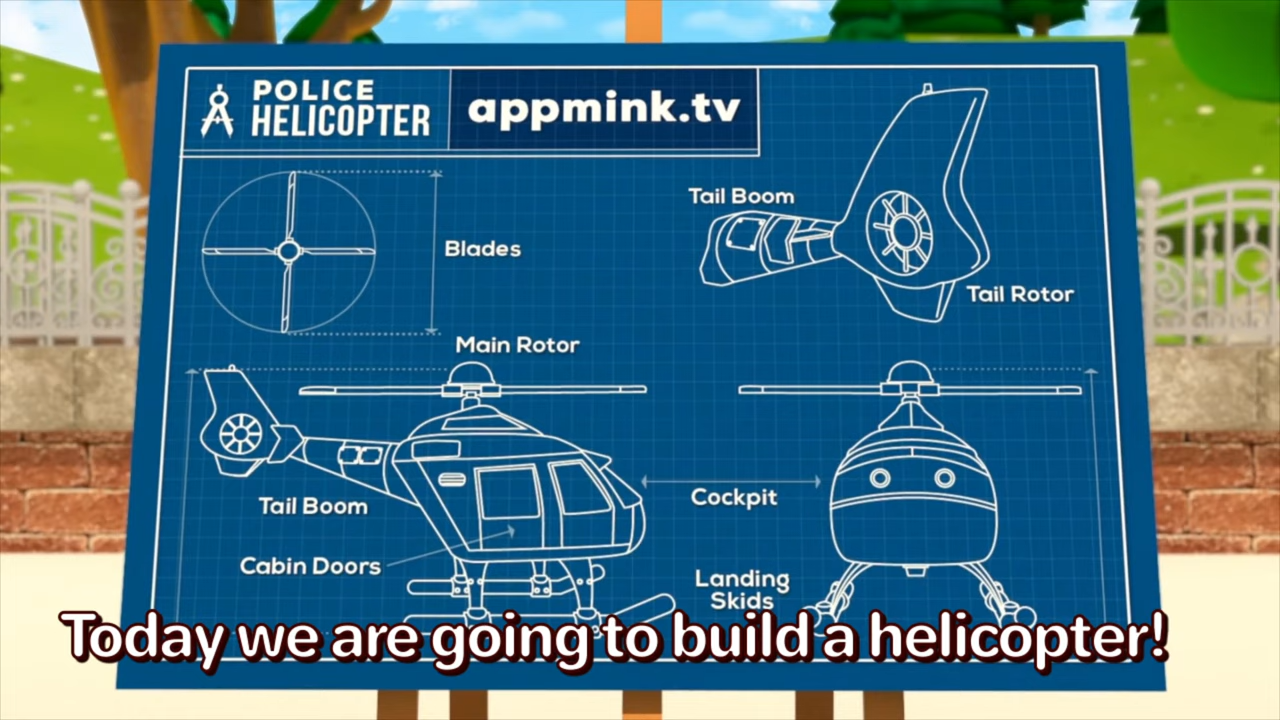 POLICE
HELICOPTER
appmink.tv
Tail Boom
Blades
Tail Rotor
Main Rotor
Cockpit
Tail Boom
Cabin Doors
Landing
Skids
Today we are going to build a helicopter!